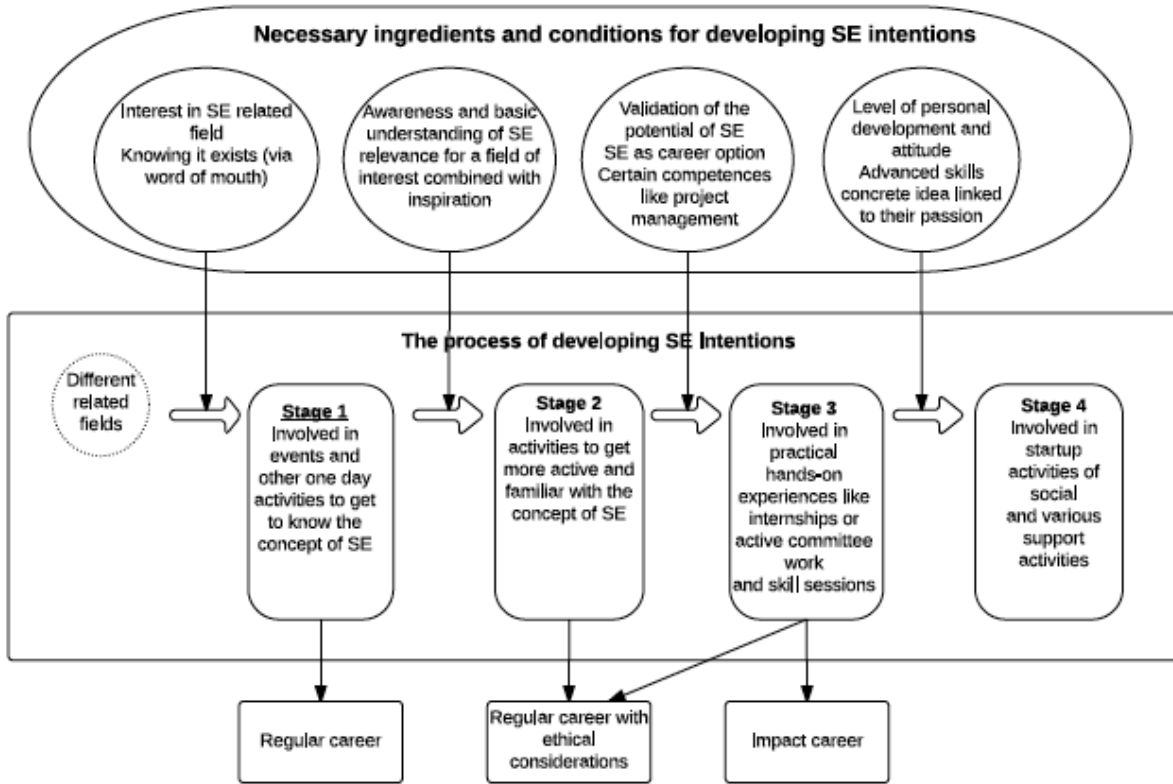 Necessary ingredients and conditions for developing SE intentions
Interest in SE related
field
Knowing it exists (via
word of mouth)
Awareness and basic
understanding of SE
relevance for a field of
interest combined with
inspiration
Validation of the
potential of SE
SE as career option
Certain competences
like project
management
Level of personal
development and
attitude
Advanced skills
concrete idea linked
to their passion
The process of developing SE Intentions
Different
related
fields
Stage 1
Involved in
events and
other one day
activities to get
to know the
concept of SE
Stage 2
Involved in
activities to get
more active and
familiar with the
concept of SE
Stage 3
Involved in
practical
hands-on
experiences like
internships or
active committee
work
and skill sessions
Stage 4
Involved in
startup
activities of
social
and various
support
activities
Regular career
Regular career with
ethical
considerations
Impact career